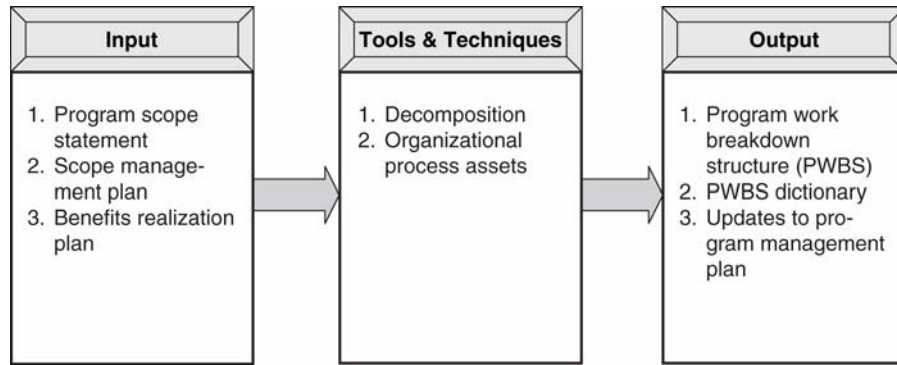 Input
1. Program scope
statement
2. Scope manage-
ment plan
3. Benefits realization
plan
Tools & Techniques
1. Decomposition
2. Organizational
process assets
Output
1. Program work
breakdown
structure (PWBS)
2. PWBS dictionary
3. Updates to pro-
gram management
plan